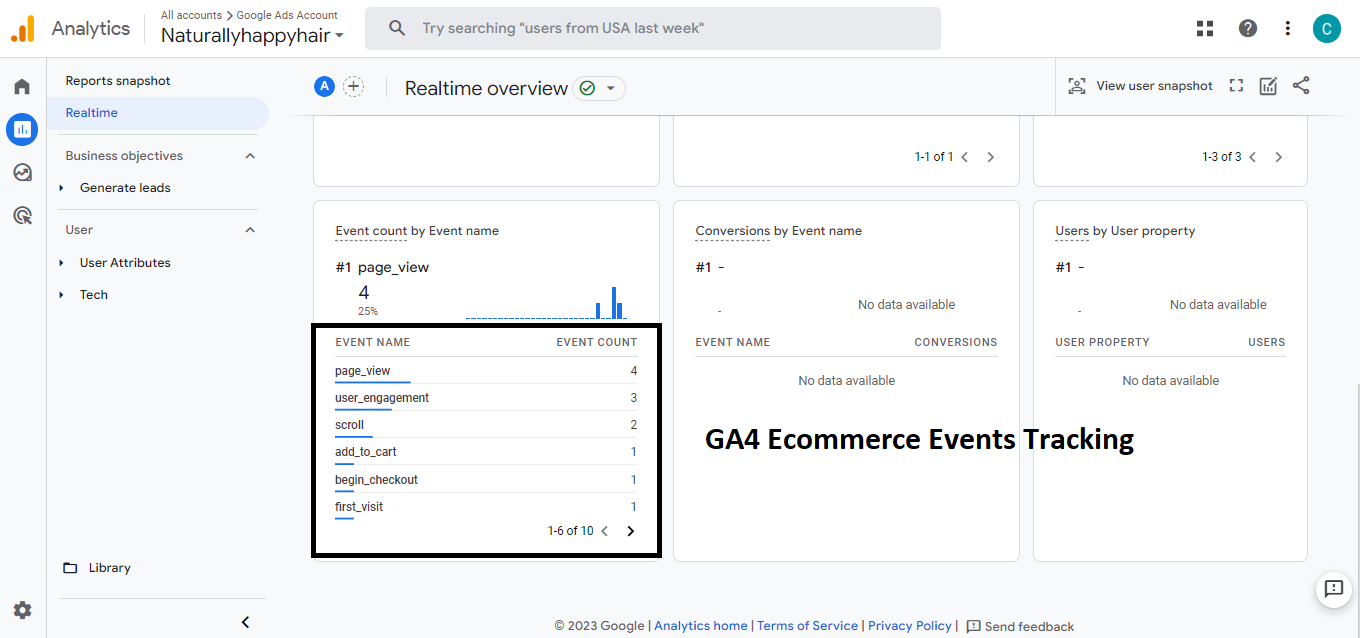 Analytics
All accounts > Google Ads Account
Naturallyhappyhair
Try searching "users from USA last week"
C
Reports snapshot
Realtime
Business objectives
Generate leads
User
User Attributes
Tech
Library
A
Realtime overview
View user snapshot
1-1 of 1
1-3 of 3
Event count by Event name
#1 page_view
4
25%
EVENT NAME EVENT COUNT
page_view 4
user_engagement 3
scroll 2
add_to_cart 1
begin_checkout 1
first_visit 1
1-6 of 10
Conversions by Event name
#1 -
-
No data available
EVENT NAME CONVERSIONS
No data available
Users by User property
#1 -
-
No data available
USER PROPERTY USERS
No data available
GA4 Ecommerce Events Tracking
© 2023 Google | Analytics home | Terms of Service | Privacy Policy | Send feedback